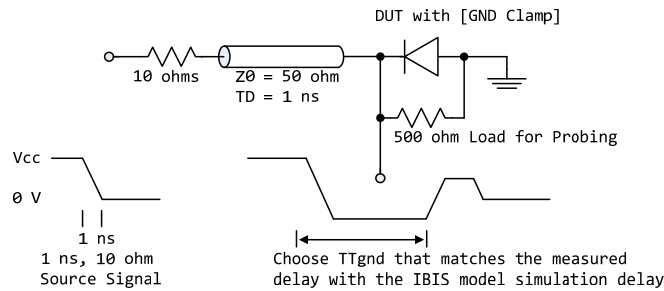 DUT with [GND Clamp]
10 ohms
Z0 = 50 ohm
TD = 1 ns
500 ohm Load for Probing
Vcc
0 V
1 ns
1 ns, 10 ohm
Source Signal
Choose TTgnd that matches the measured
delay with the IBIS model simulation delay